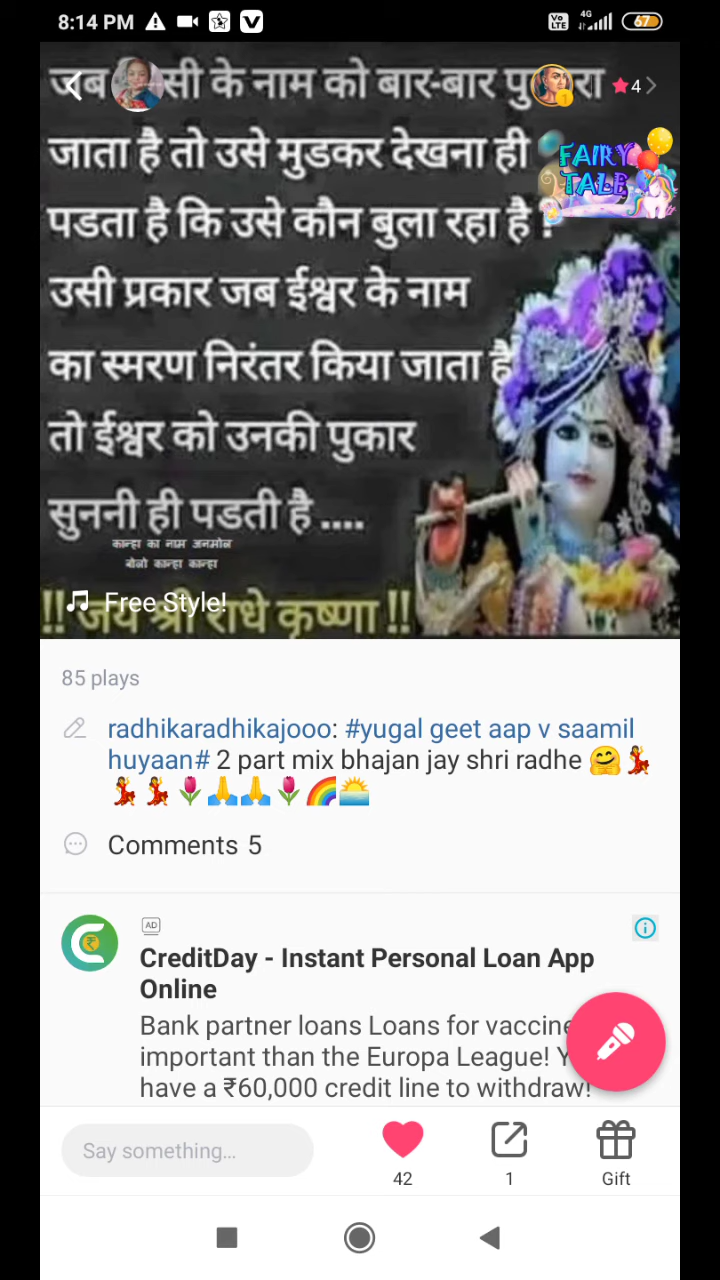 8:14 PM
Vo LTE 4G 67
जब किसी के नाम को बार-बार पुकारा
4
जाता है तो उसे मुडकर देखना ही
FAIRY
TALE
पडता है कि उसे कौन बुला रहा है !
उसी प्रकार जब ईश्वर के नाम
का स्मरण निरंतर किया जाता है
तो ईश्वर को उनकी पुकार
सुननी ही पडती है ....
कान्हा का नाम अनमोल
बोलो कान्हा कान्हा
Free Style!
!! जय श्री राधे कृष्णा !!
85 plays
radhikaradhikajooo: #yugal geet aap v saamil
huyaan# 2 part mix bhajan jay shri radhe 🤗💃
💃💃🌷🙏🙏🌷🌈🌅
Comments 5
AD
CreditDay - Instant Personal Loan App
Online
Bank partner loans Loans for vaccine
important than the Europa League! Y
have a ₹60,000 credit line to withdraw!
Say something...
42
1
Gift